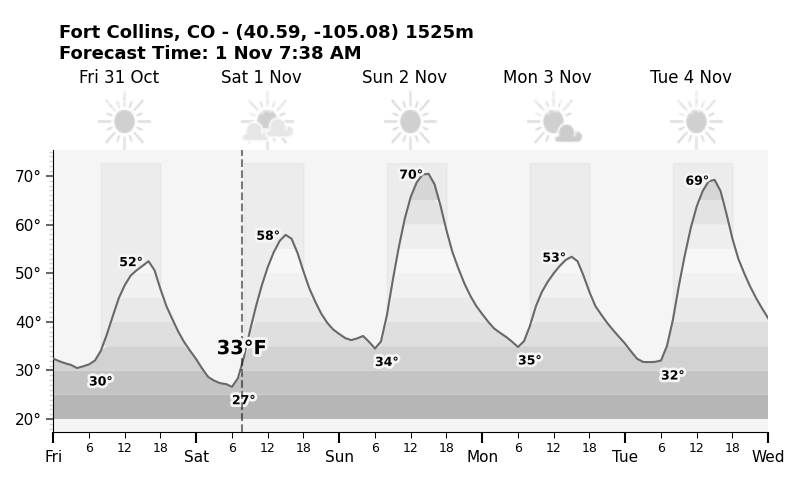 Fort Collins, CO - (40.59, -105.08) 1525m
Forecast Time: 1 Nov 7:38 AM
Fri 31 Oct Sat 1 Nov Sun 2 Nov Mon 3 Nov Tue 4 Nov
70° 70° 69°
60° 58°
50° 52° 53°
40°
33°F
30° 30° 34° 35° 32°
27°
20°
6 12 18 6 12 18 6 12 18 6 12 18 6 12 18
Fri Sat Sun Mon Tue Wed